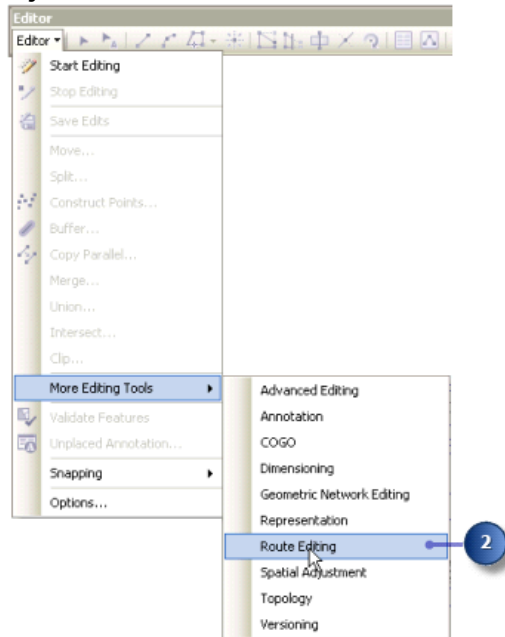 Editor
Editor
Start Editing
Stop Editing
Save Edits
Move...
Split...
Construct Points...
Buffer...
Copy Parallel...
Merge...
Union...
Intersect...
Clip...
More Editing Tools
Validate Features
Unplaced Annotation...
Snapping
Options...
Advanced Editing
Annotation
COGO
Dimensioning
Geometric Network Editing
Representation
Route Editing
2
Spatial Adjustment
Topology
Versioning